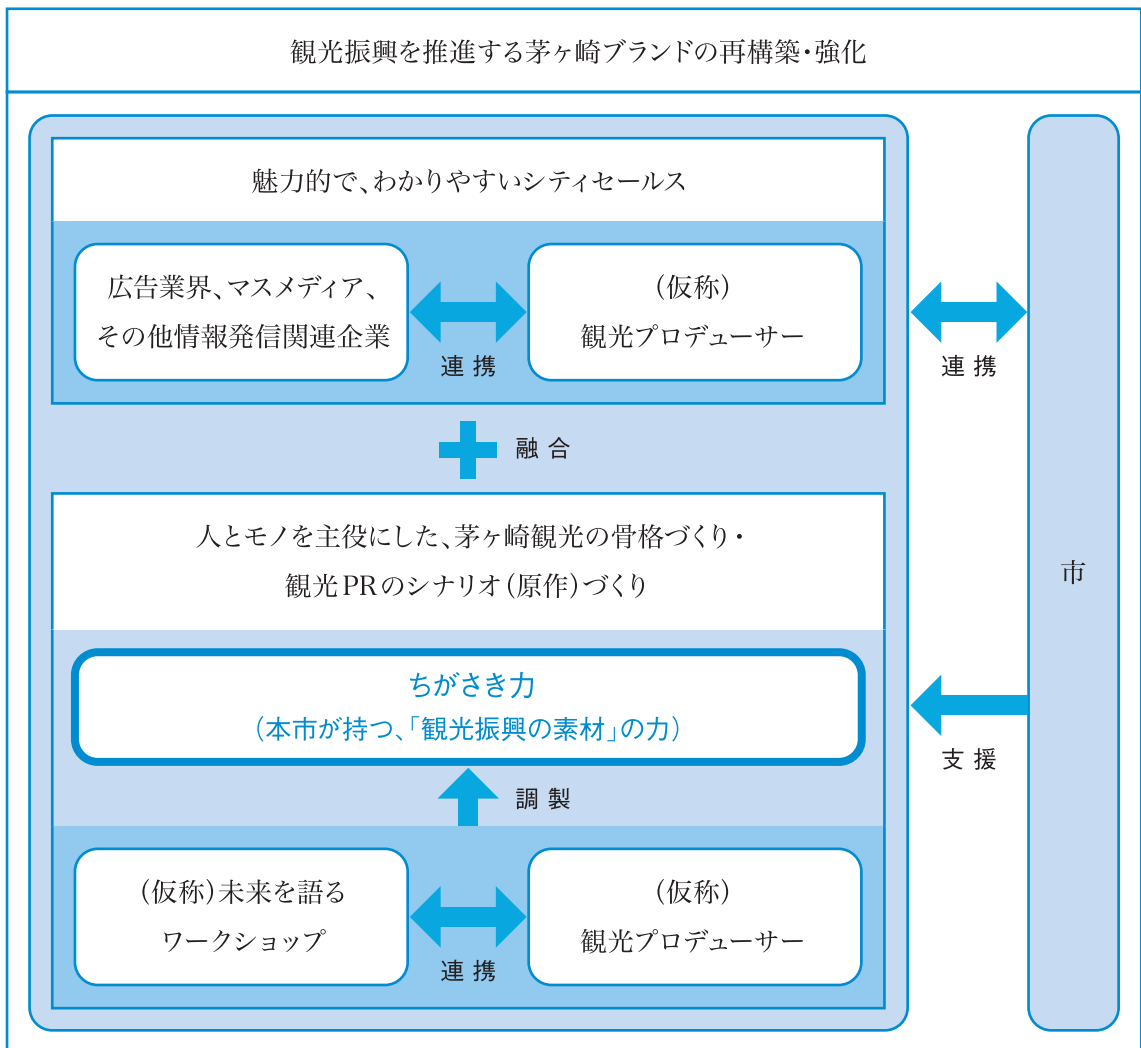 観光振興を推進する茅ヶ崎ブランドの再構築・強化
魅力的で、わかりやすいシティセールス
広告業界、マスメディア、
その他情報発信関連企業
連携
(仮称)
観光プロデューサー
連携
融合
人とモノを主役にした、茅ヶ崎観光の骨格づくり・
観光PRのシナリオ(原作)づくり
市
ちがさき力
(本市が持つ、「観光振興の素材」の力)
支援
調製
(仮称)未来を語る
ワークショップ
連携
(仮称)
観光プロデューサー